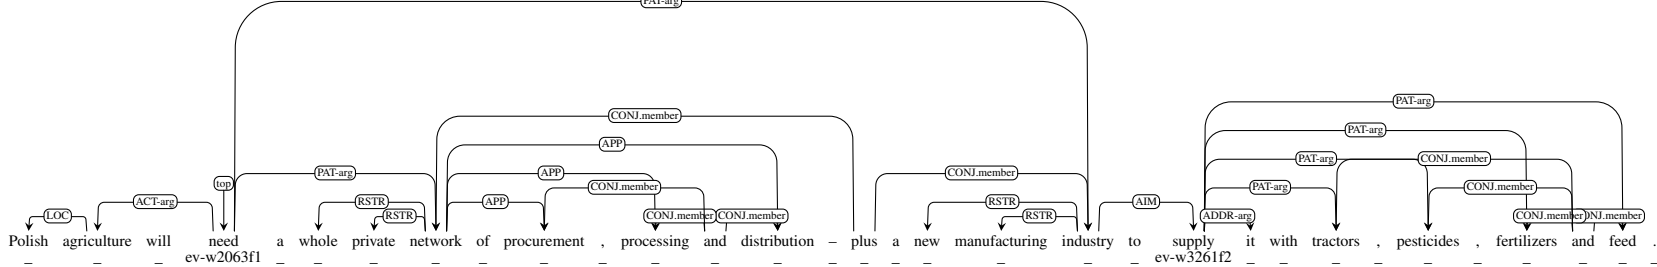 PAT-arg
CONJ.member PAT-arg
APP PAT-arg
PAT-arg APP CONJ.member PAT-arg CONJ.member
top CONJ.member PAT-arg CONJ.member
LOC ACT-arg RSTR RSTR APP CONJ.member CONJ.member RSTR RSTR AIM ADDR-arg CONJ.member
Polish agriculture will need a whole private network of procurement , processing and distribution – plus a new manufacturing industry to supply it with tractors , pesticides , fertilizers and feed .
_ _ _ ev-w2063f1 _ _ _ _ _ _ _ _ _ _ _ _ _ _ _ _ _ ev-w3261f2 _ _ _ _ _ _ _ _ _ _